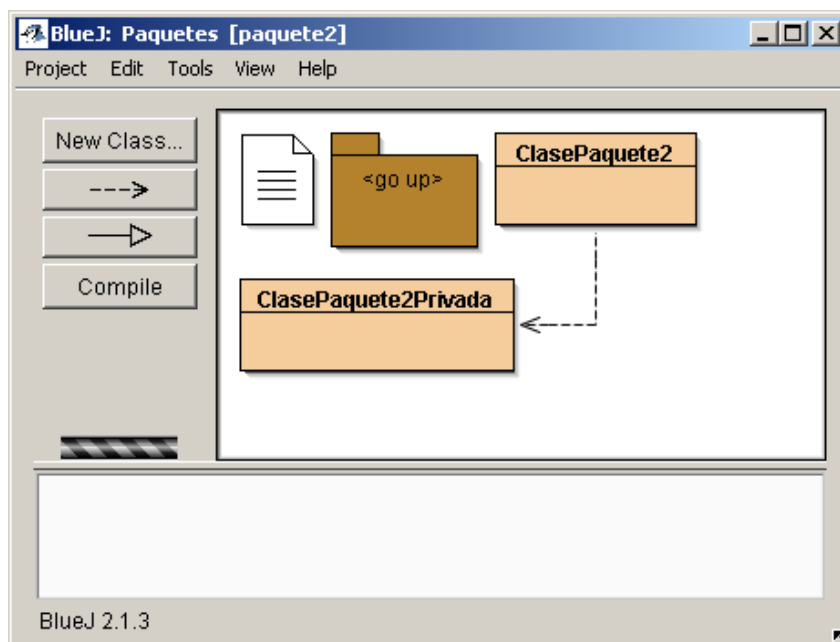 BlueJ: Paquetes [paquete2]
Project Edit Tools View Help
New Class...
Compile
<go up>
ClasePaquete2
ClasePaquete2Privada
BlueJ 2.1.3